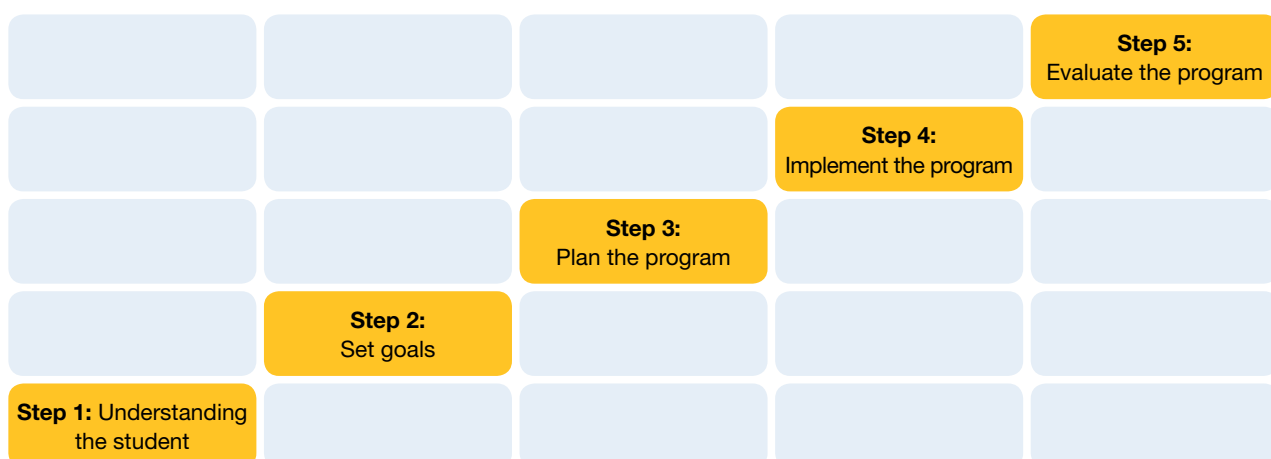 Step 1: Understanding
the student
Step 2:
Set goals
Step 3:
Plan the program
Step 4:
Implement the program
Step 5:
Evaluate the program